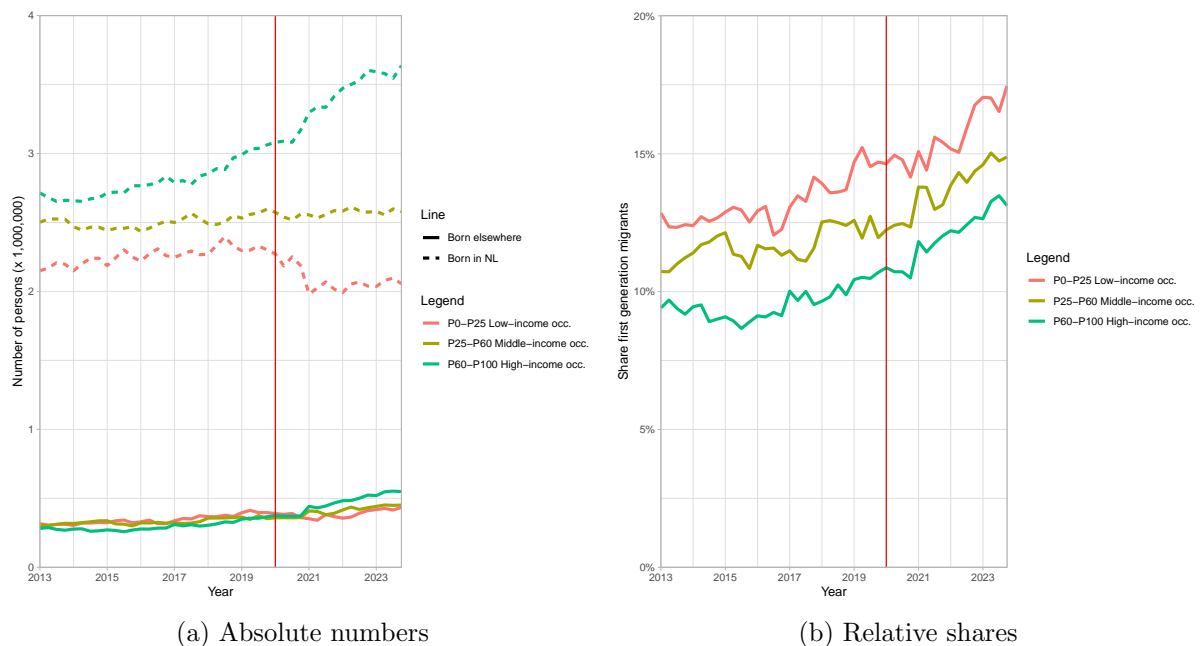 4
3
2
1
0
Number of persons (x 1,000,000)
2013 2015 2017 2019 2021 2023
Year
Line
Born elsewhere
Born in NL
Legend
P0−P25 Low−income occ.
P25−P60 Middle−income occ.
P60−P100 High−income occ.
(a) Absolute numbers
20%
15%
10%
5%
0%
Share first generation migrants
2013 2015 2017 2019 2021 2023
Year
Legend
P0−P25 Low−income occ.
P25−P60 Middle−income occ.
P60−P100 High−income occ.
(b) Relative shares